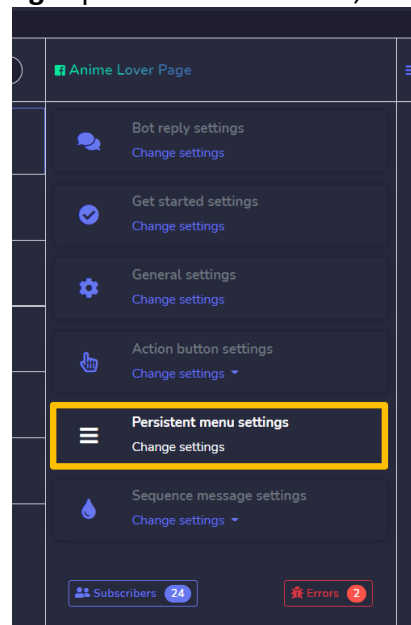 Anime Lover Page
Bot reply settings
Change settings
Get started settings
Change settings
General settings
Change settings
Action button settings
Change settings
Persistent menu settings
Change settings
Sequence message settings
Change settings
Subscribers 24
Errors 2